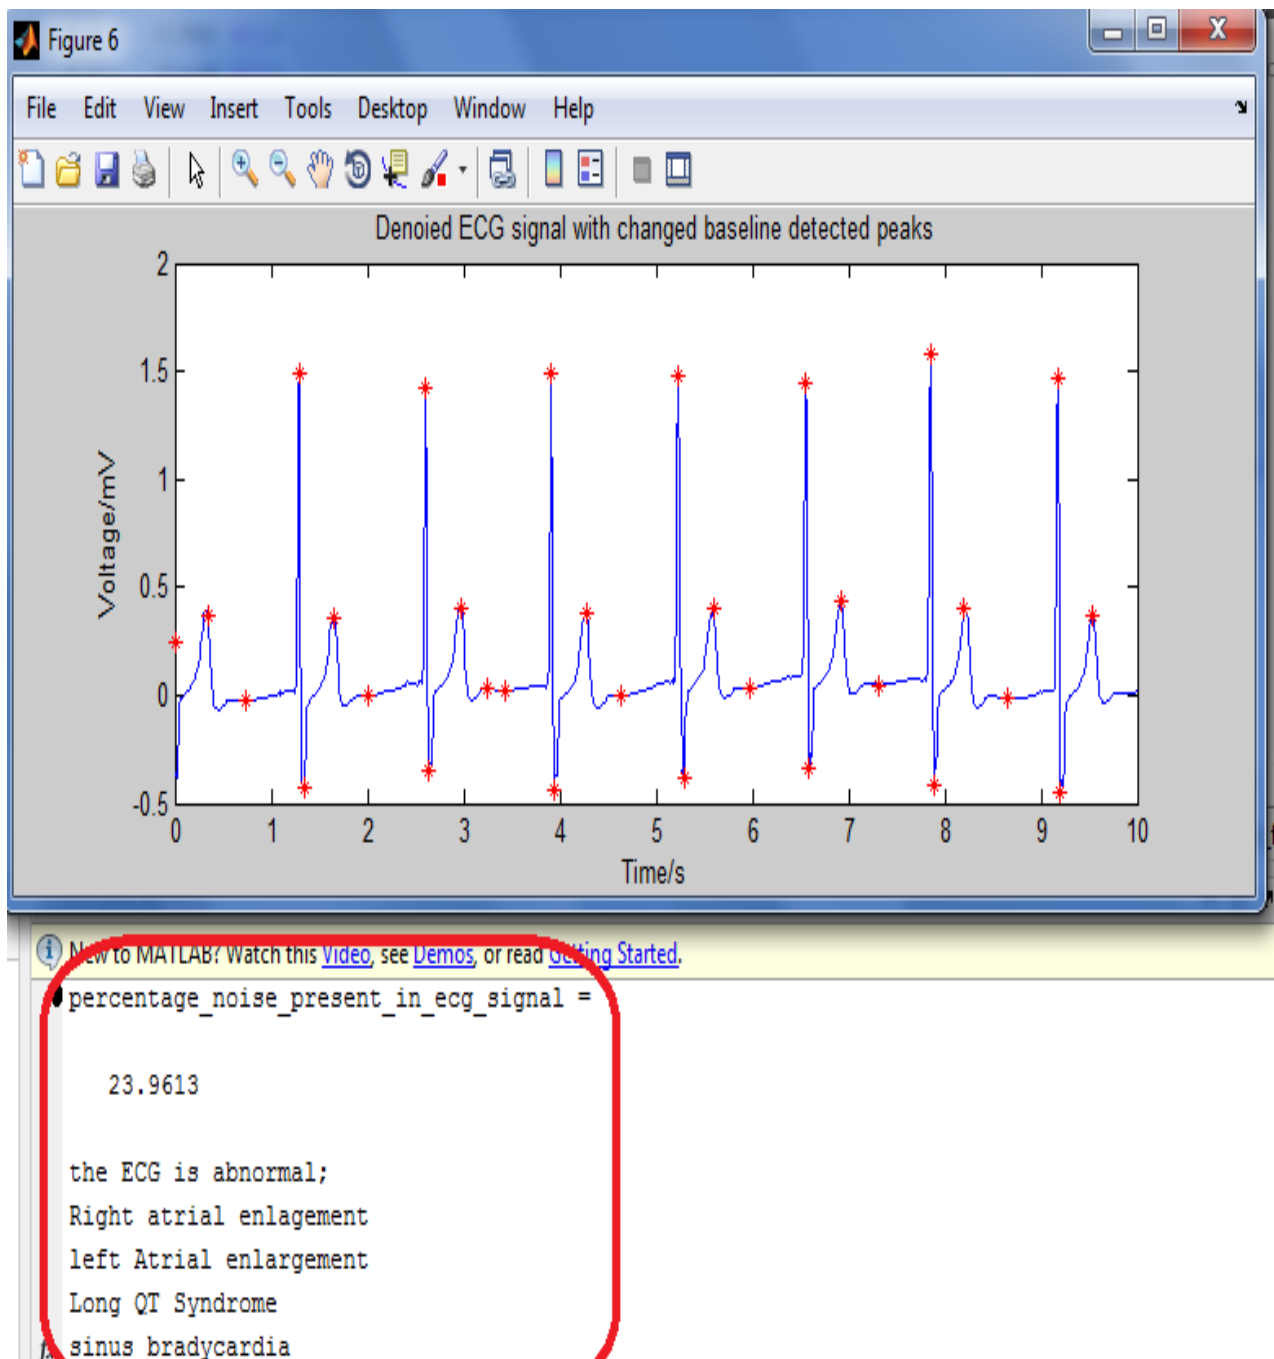 Figure 6
File Edit View Insert Tools Desktop Window Help
Denoied ECG signal with changed baseline detected peaks
2
1.5
1
0.5
0
-0.5
Voltage/mV
0 1 2 3 4 5 6 7 8 9 10
Time/s
New to MATLAB? Watch this Video, see Demos, or read Getting Started.
percentage_noise_present_in_ecg_signal =
23.9613
the ECG is abnormal;
Right atrial enlagement
left Atrial enlargement
Long QT Syndrome
sinus bradycardia